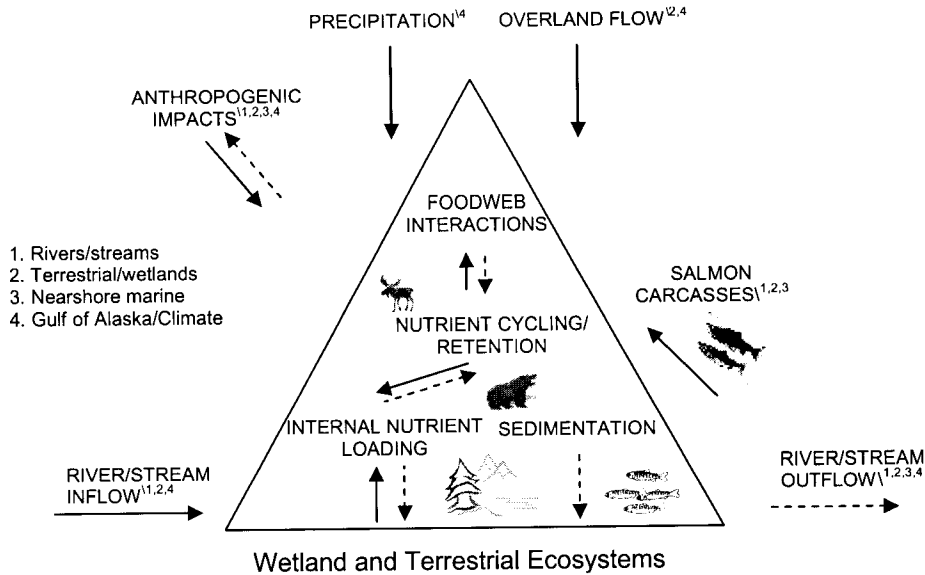 PRECIPITATION\4
OVERLAND FLOW\2,4
ANTHROPOGENIC
IMPACTS\1,2,3,4
FOODWEB
INTERACTIONS
1. Rivers/streams
2. Terrestrial/wetlands
3. Nearshore marine
4. Gulf of Alaska/Climate
SALMON
CARCASSES\1,2,3
NUTRIENT CYCLING/
RETENTION
INTERNAL NUTRIENT
LOADING
SEDIMENTATION
RIVER/STREAM
INFLOW\1,2,4
RIVER/STREAM
OUTFLOW\1,2,3,4
Wetland and Terrestrial Ecosystems